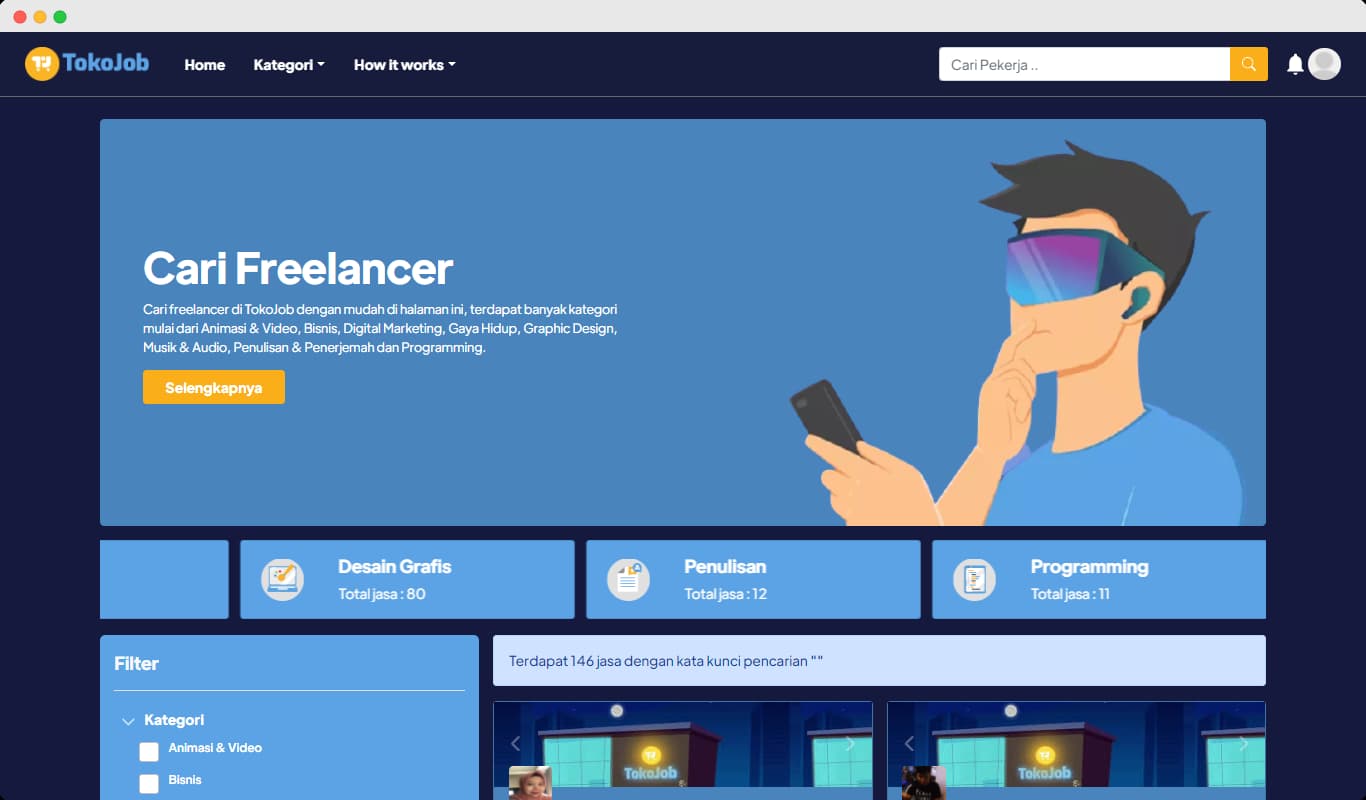 TokoJob
Home
Kategori
How it works
Cari Pekerja ..
Cari Freelancer
Cari freelancer di TokoJob dengan mudah di halaman ini, terdapat banyak kategori
mulai dari Animasi & Video, Bisnis, Digital Marketing, Gaya Hidup, Graphic Design,
Musik & Audio, Penulisan & Penerjemah dan Programming.
Selengkapnya
Desain Grafis
Total jasa : 80
Penulisan
Total jasa : 12
Programming
Total jasa : 11
Filter
Kategori
Animasi & Video
Bisnis
Terdapat 146 jasa dengan kata kunci pencarian ""
TokoJob
TokoJob